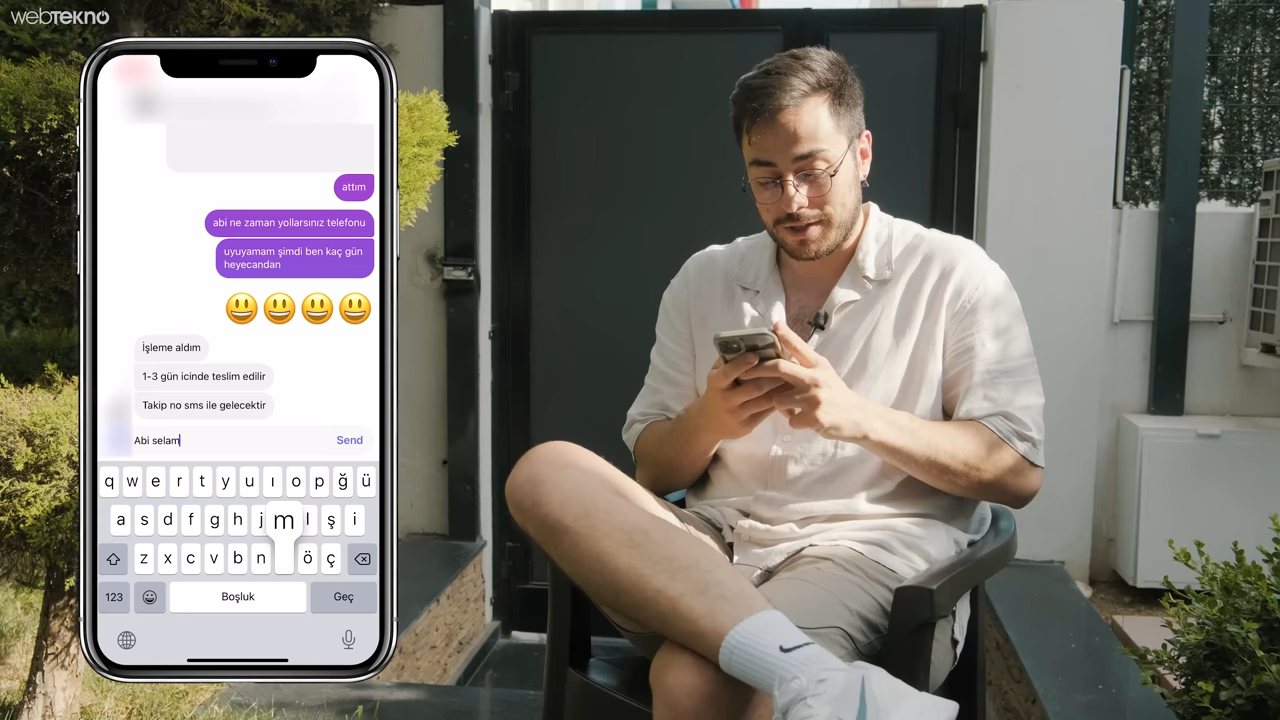 webTEKNO
attım
abi ne zaman yollarsınız telefonu
uyuyamam şimdi ben kaç gün
heyecandan
İşleme aldım
1-3 gün icinde teslim edilir
Takip no sms ile gelecektir
Abi selam
Send
q w e r t y u ı o p ğ ü
a s d f g h j m l ş i
z x c v b n ö ç
123
Boşluk
Geç